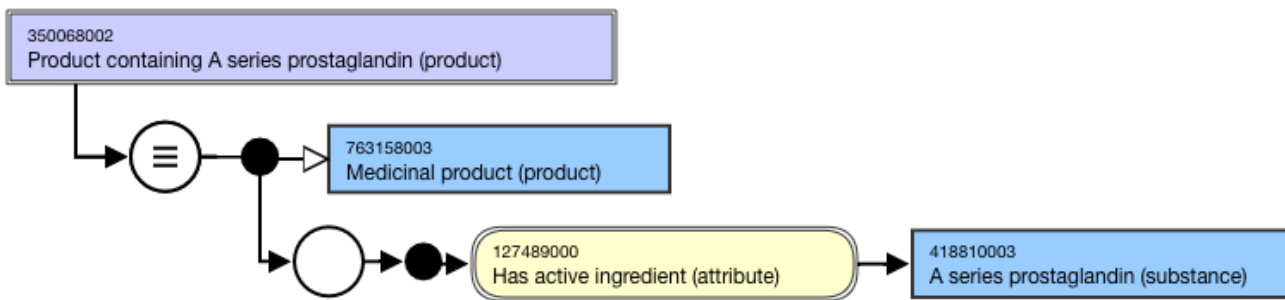 350068002
Product containing A series prostaglandin (product)
763158003
Medicinal product (product)
127489000
Has active ingredient (attribute)
418810003
A series prostaglandin (substance)